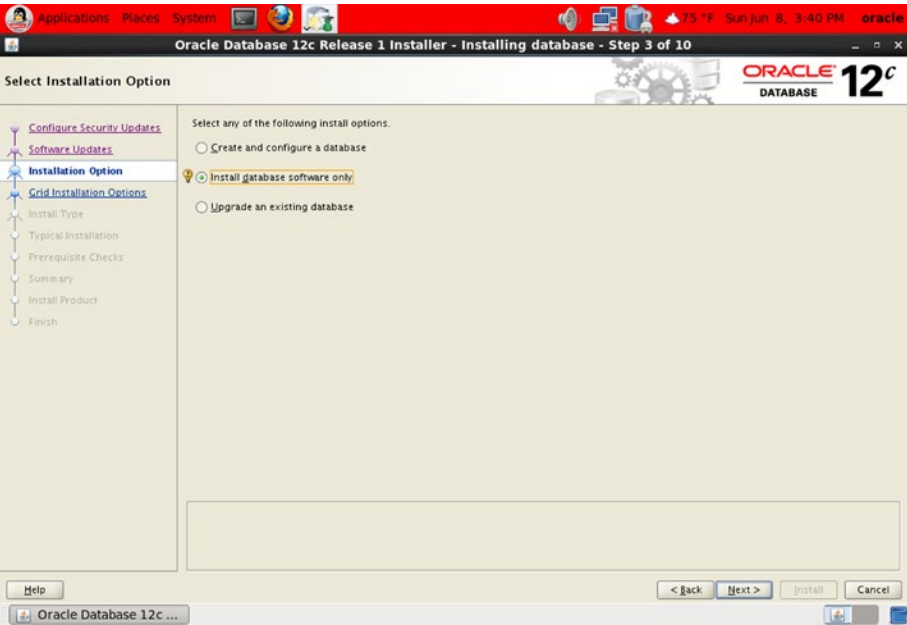 Applications Places System 75 °F Sun Jun 8, 3:40 PM oracle
Oracle Database 12c Release 1 Installer - Installing database - Step 3 of 10
Select Installation Option
ORACLE
DATABASE
12c
Configure Security Updates
Software Updates
Installation Option
Grid Installation Options
Install Type
Typical Installation
Prerequisite Checks
Summary
Install Product
Finish
Select any of the following install options.
Create and configure a database
Install database software only
Upgrade an existing database
Help
< Back Next > Install Cancel
Oracle Database 12c ...